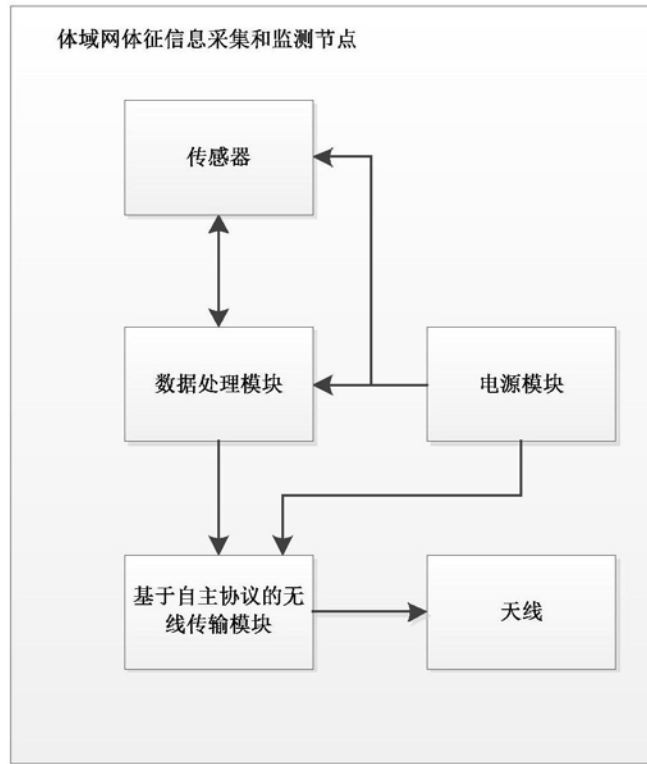 体域网体征信息采集和监测节点
传感器
数据处理模块
电源模块
基于自主协议的无
线传输模块
天线